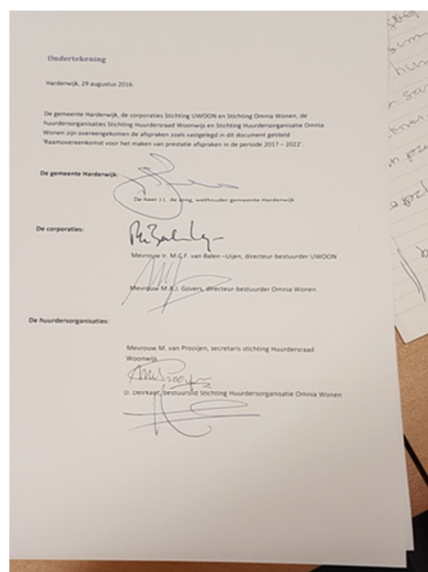 Ondertekening
Harderwijk, 29 augustus 2016.
De gemeente Harderwijk, de corporaties Stichting UWOON en Stichting Omnia Wonen, de
huurdersorganisaties Stichting Huurdersraad Woonwijs en Stichting Huurdersorganisatie Omnia
Wonen zijn overeengekomen de afspraken zoals vastgelegd in dit document getiteld
'Raamovereenkomst voor het maken van prestatie afspraken in de periode 2017 – 2022'.
De gemeente Harderwijk:
De heer J.L. de Jong, wethouder gemeente Harderwijk
De corporaties:
Mevrouw Ir. M.G.F. van Balen –Uijen, directeur-bestuurder UWOON
Mevrouw M.A.J. Govers, directeur-bestuurder Omnia Wonen
De huurdersorganisaties:
Mevrouw M. van Prooijen, secretaris stichting Huurdersraad
Woonwijs
D. bestuurslid Stichting Huurdersorganisatie Omnia Wonen